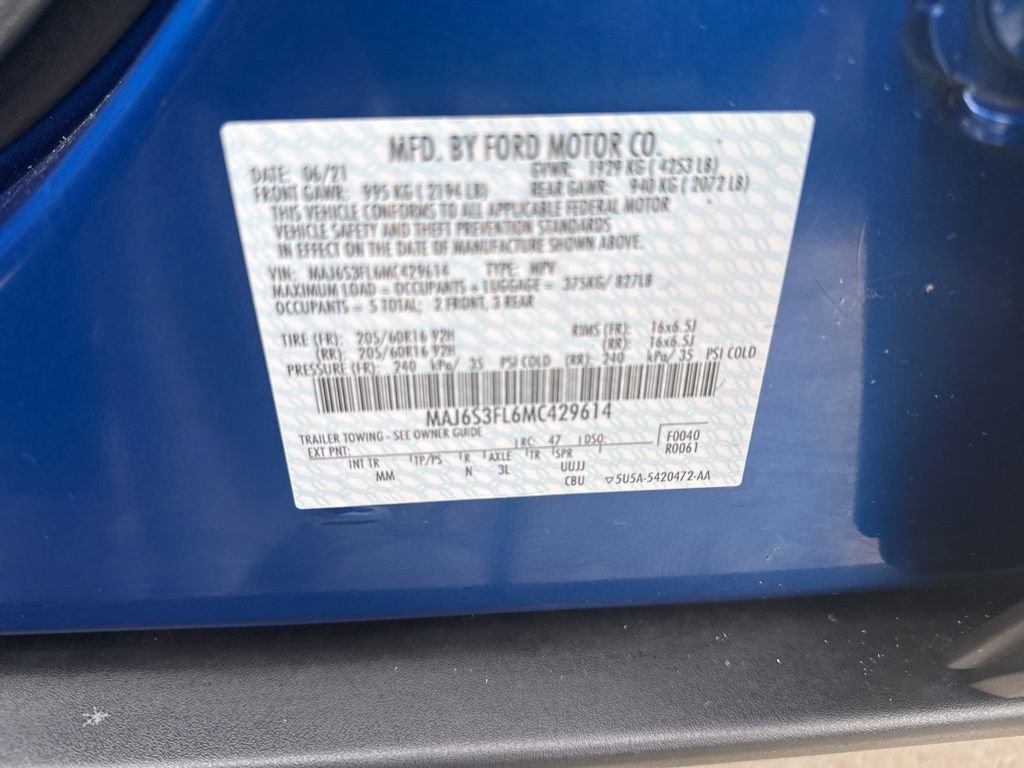 MFD. BY FORD MOTOR CO.
DATE: 06/21 GVWR: 1929 KG ( 4253 LB)
FRONT GAWR: 995 KG ( 2194 LB) REAR GAWR: 940 KG ( 2072 LB)
THIS VEHICLE CONFORMS TO ALL APPLICABLE FEDERAL MOTOR
VEHICLE SAFETY AND THEFT PREVENTION STANDARDS
IN EFFECT ON THE DATE OF MANUFACTURE SHOWN ABOVE.
VIN: MAJ6S3FL6MC429614 TYPE: MPV
MAXIMUM LOAD = OCCUPANTS + LUGGAGE = 375KG/ 827LB
OCCUPANTS = 5 TOTAL; 2 FRONT, 3 REAR
TIRE (FR): 205/60R16 92H RIMS (FR): 16x6.5J
(RR): 205/60R16 92H (RR): 16x6.5J
PRESSURE (FR): 240 kPa/ 35 PSI COLD (RR): 240 kPa/ 35 PSI COLD
MAJ6S3FL6MC429614
TRAILER TOWING - SEE OWNER GUIDE
EXT PNT: RC: 47 DSO: F0040
INT TR TP/PS R AXLE TR SPR R0061
MM N 3L UUJJ
CBU ▽5U5A-5420472-AA